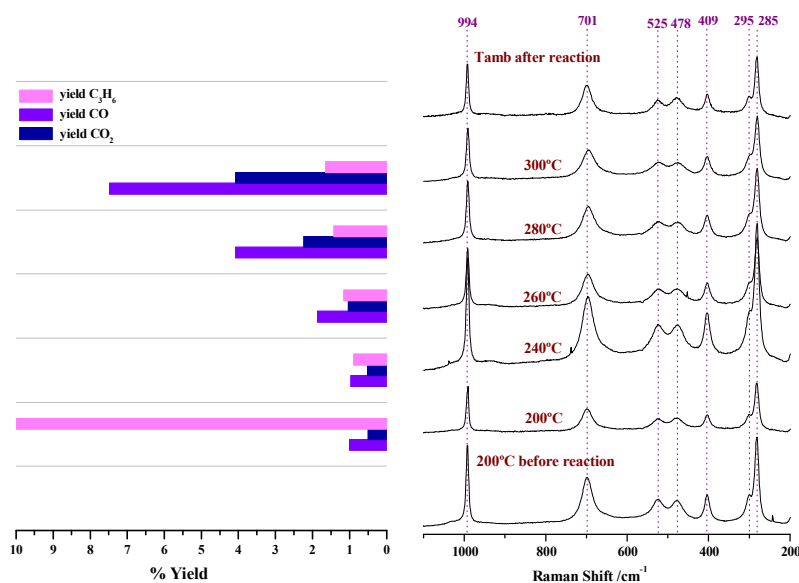 yield C₃H₆
yield CO
yield CO₂
10 9 8 7 6 5 4 3 2 1 0
% Yield
994 701 525 478 409 295 285
Tamb after reaction
300ºC
280ºC
260ºC
240ºC
200ºC
200ºC before reaction
1000 800 600 400 200
Raman Shift /cm⁻¹